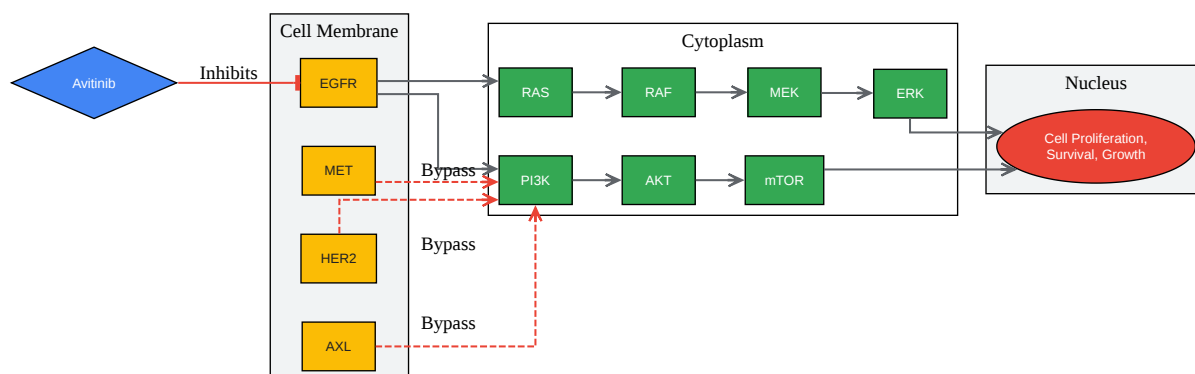 Cell Membrane
Cytoplasm
Nucleus
Avitinib
Inhibits
EGFR
RAS
RAF
MEK
ERK
Cell Proliferation,
Survival, Growth
MET
Bypass
PI3K
AKT
mTOR
HER2
Bypass
AXL
Bypass